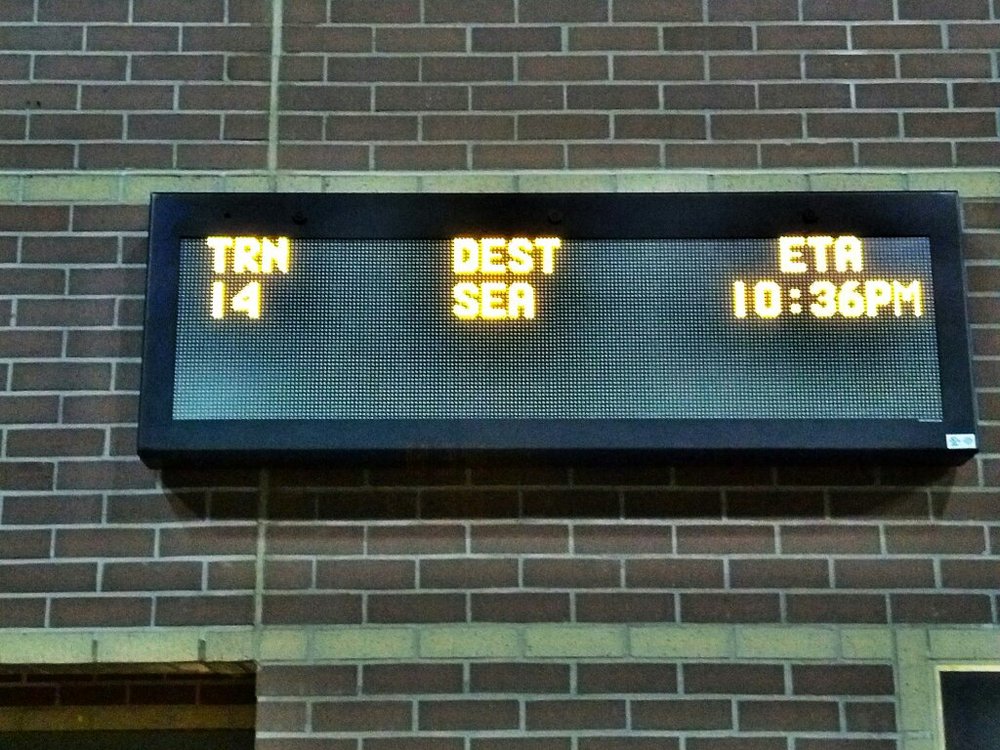 TRN DEST ETA
14 SEA 10:36PM